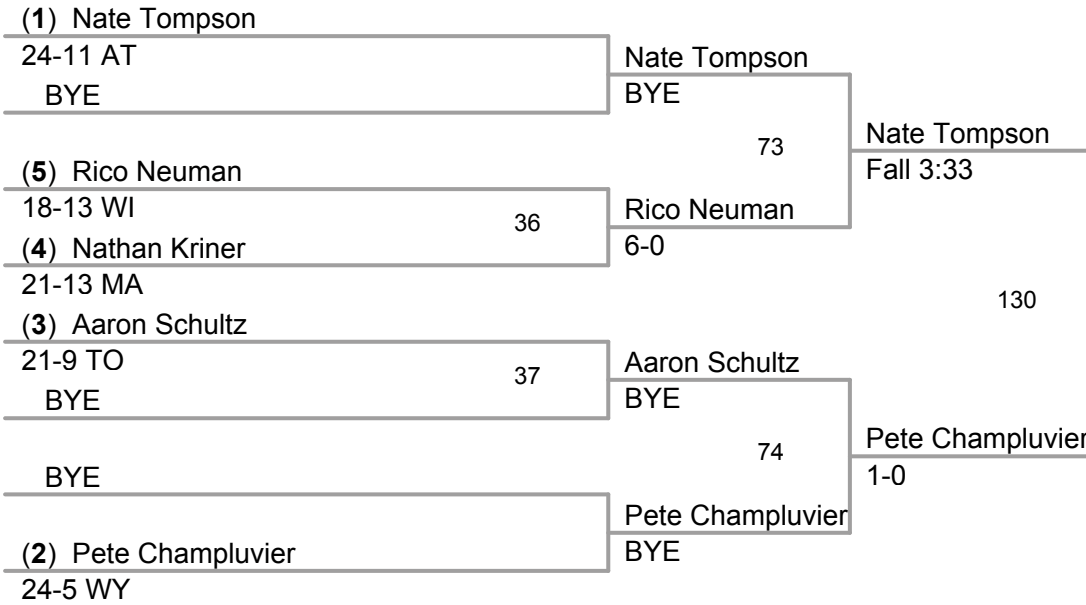 (1) Nate Tompson
24-11 AT
BYE
(5) Rico Neuman
18-13 WI
36
(4) Nathan Kriner
21-13 MA
(3) Aaron Schultz
21-9 TO
37
BYE
BYE
(2) Pete Champluvier
24-5 WY
Nate Tompson
BYE
73
Rico Neuman
6-0
Aaron Schultz
BYE
74
Pete Champluvier
BYE
Nate Tompson
Fall 3:33
130
Pete Champluvier
1-0